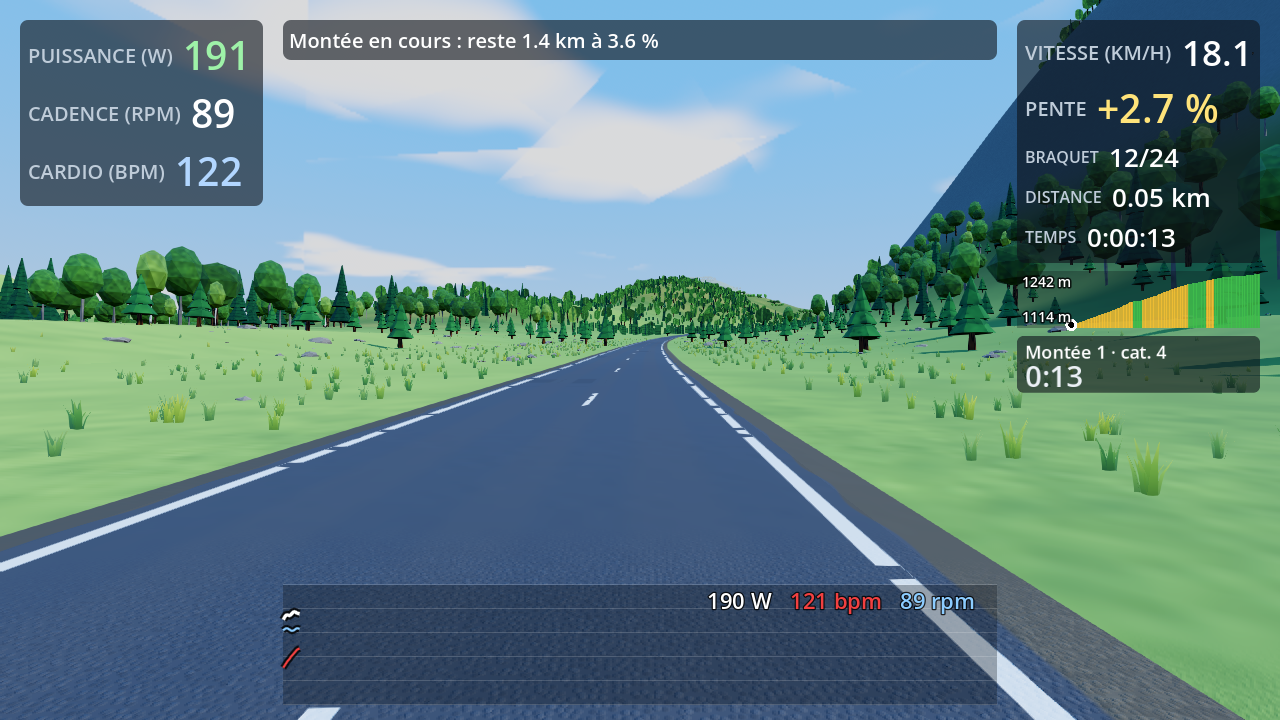 PUISSANCE (W) 191
CADENCE (RPM) 89
CARDIO (BPM) 122
Montée en cours : reste 1.4 km à 3.6 %
VITESSE (KM/H) 18.1
PENTE +2.7 %
BRAQUET 12/24
DISTANCE 0.05 km
TEMPS 0:00:13
1242 m
1114 m
Montée 1 · cat. 4
0:13
190 W 121 bpm 89 rpm